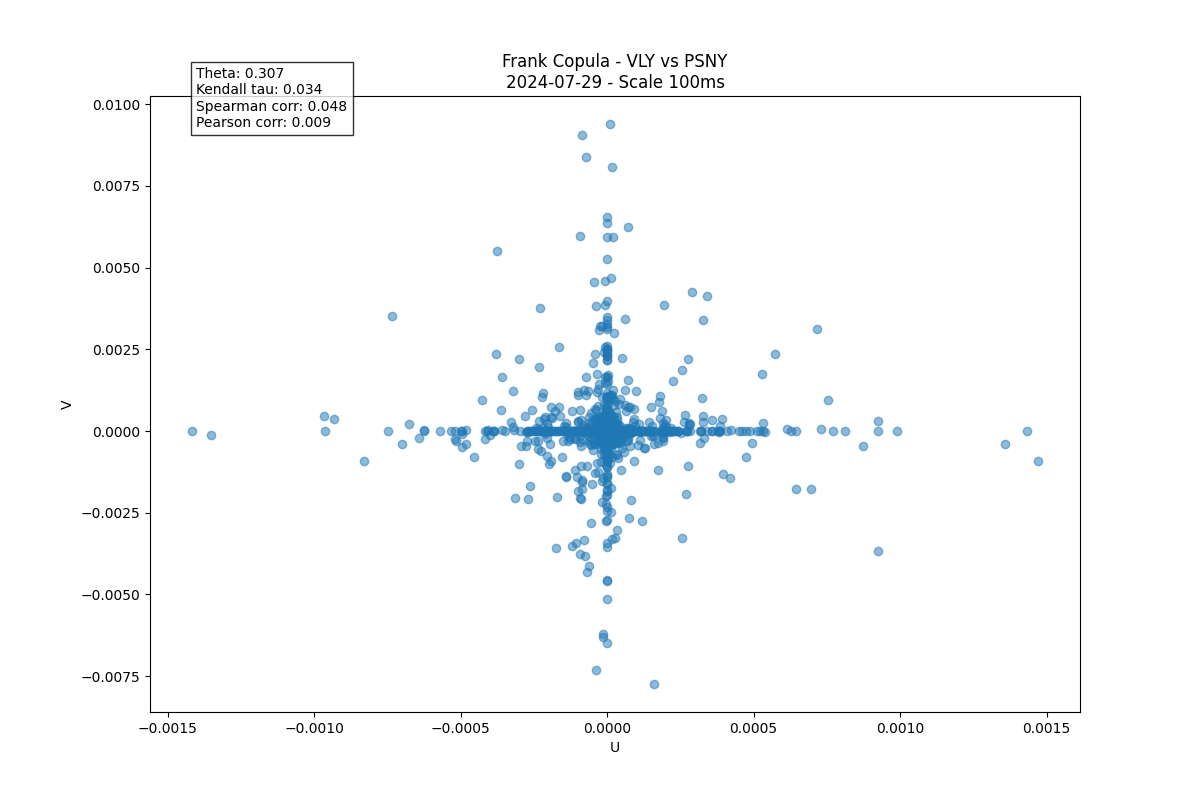 Frank Copula - VLY vs PSNY
2024-07-29 - Scale 100ms
Theta: 0.307
Kendall tau: 0.034
Spearman corr: 0.048
Pearson corr: 0.009
0.0100
0.0075
0.0050
0.0025
0.0000
−0.0025
−0.0050
−0.0075
V
−0.0015
−0.0010
−0.0005
0.0000
0.0005
0.0010
0.0015
U